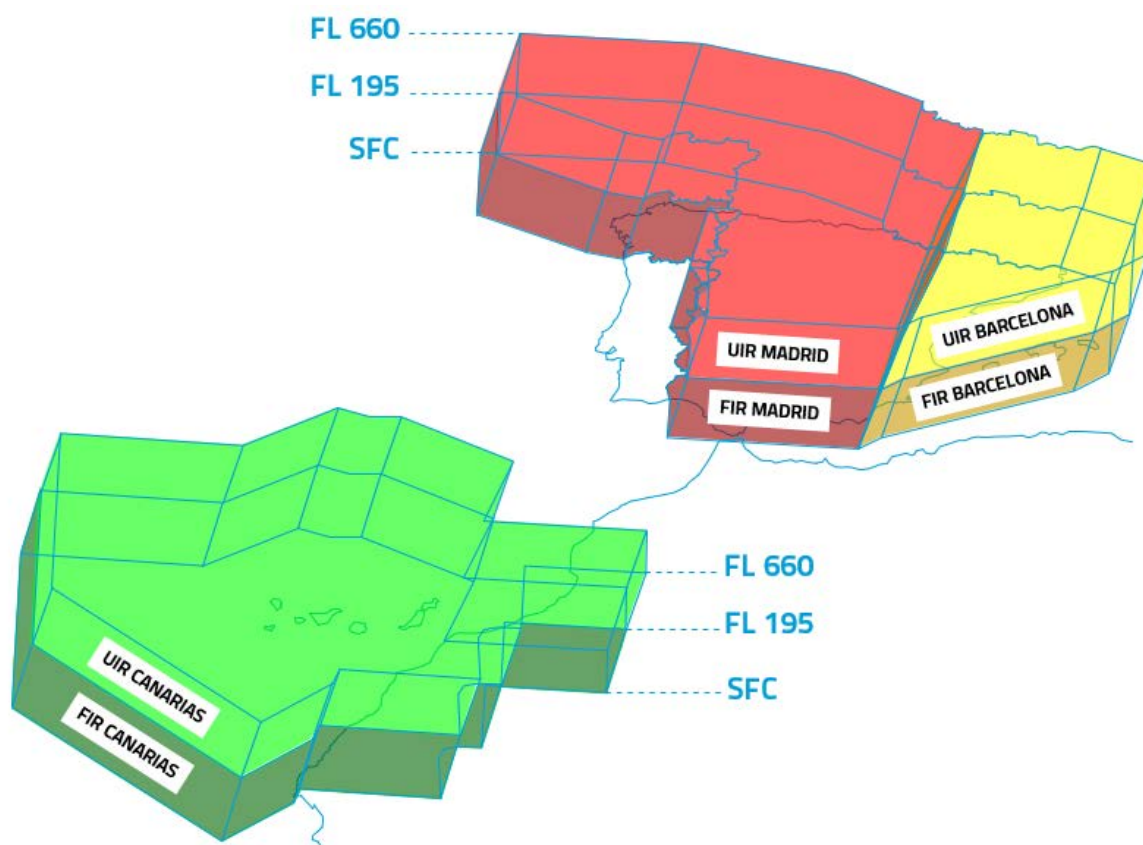 FL 660
FL 195
SFC
UIR MADRID
FIR MADRID
UIR BARCELONA
FIR BARCELONA
FL 660
FL 195
SFC
UIR CANARIAS
FIR CANARIAS